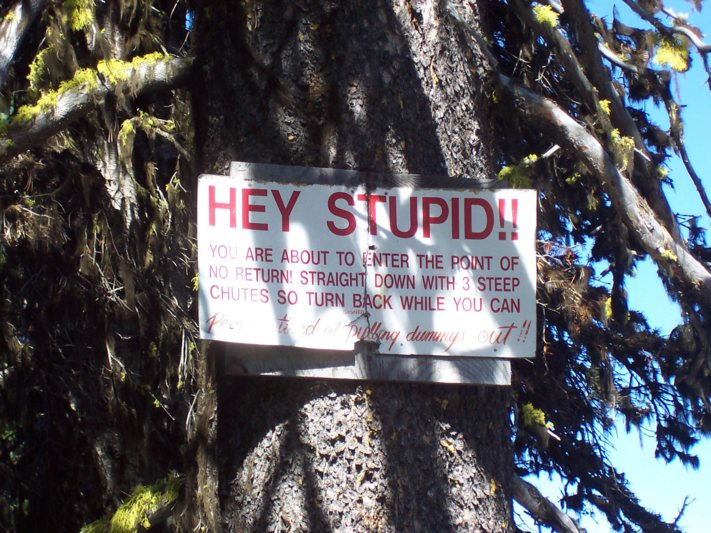 HEY STUPID!!
YOU ARE ABOUT TO ENTER THE POINT OF
NO RETURN! STRAIGHT DOWN WITH 3 STEEP
CHUTES SO TURN BACK WHILE YOU CAN
tired of pulling dummys out!!